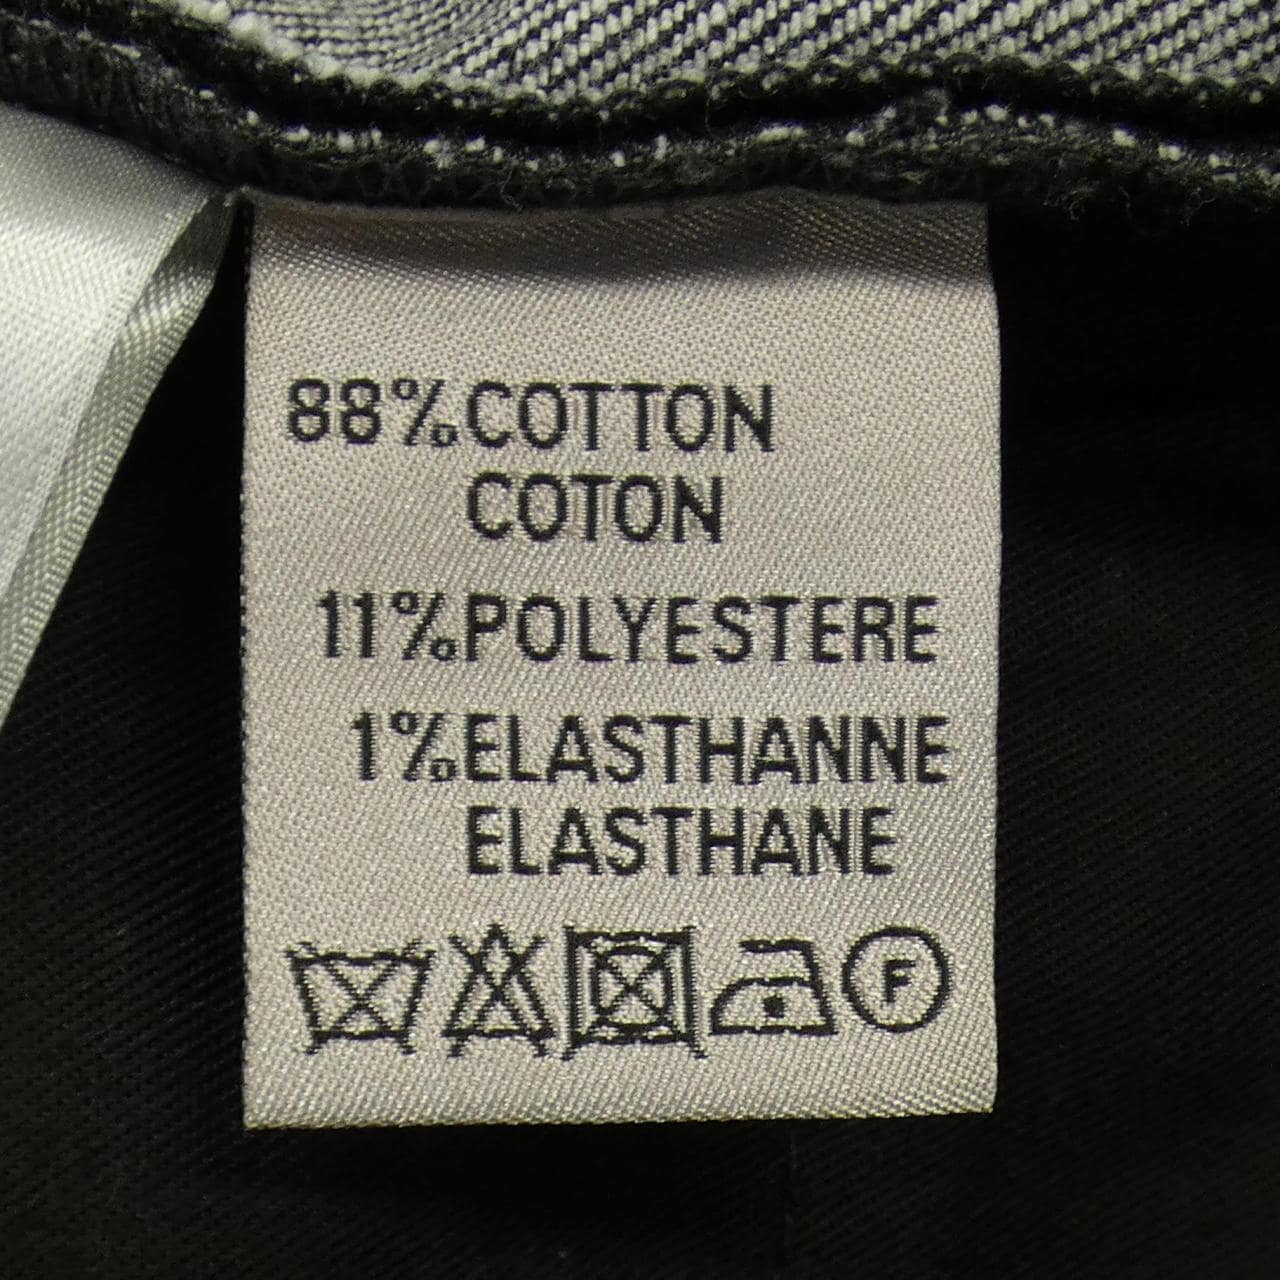 88%COTTON
COTON
11%POLYESTERE
1%ELASTHANNE
ELASTHANE
F